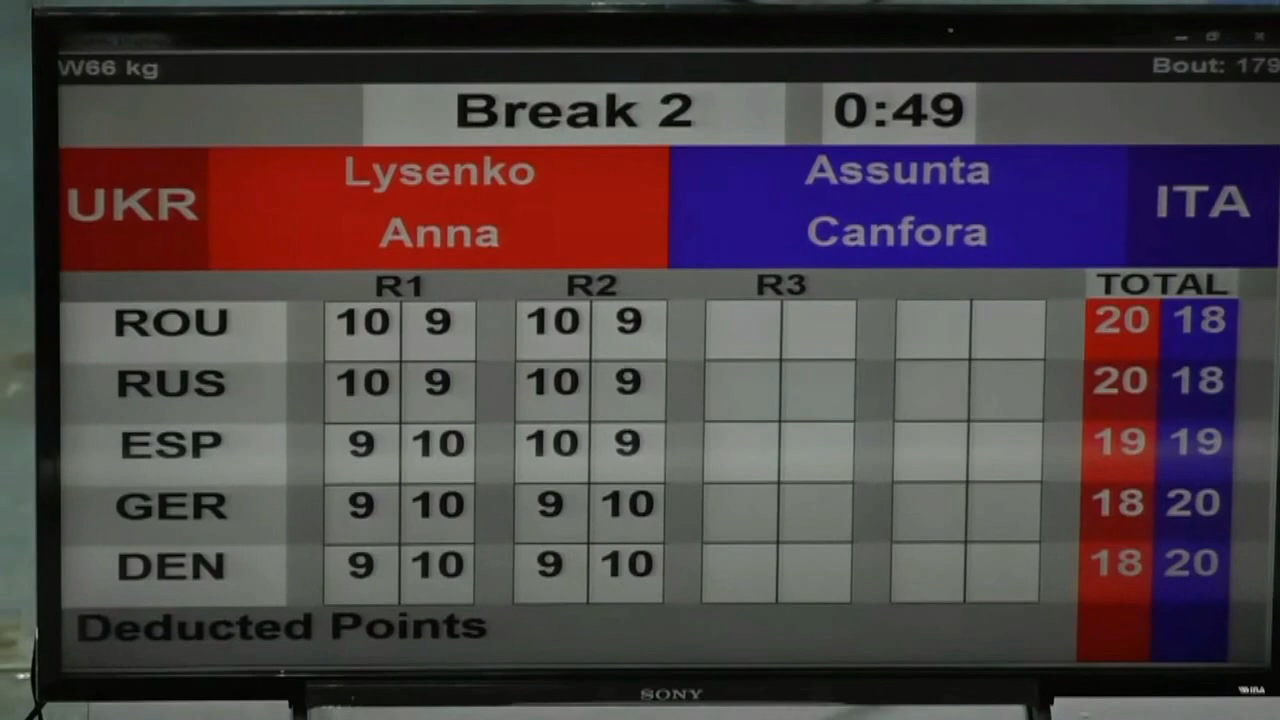 W66 kg Bout: 179
Break 2 0:49
UKR Lysenko Anna Assunta Canfora ITA
R1 R2 R3 TOTAL
ROU 10 9 10 9 20 18
RUS 10 9 10 9 20 18
ESP 9 10 10 9 19 19
GER 9 10 9 10 18 20
DEN 9 10 9 10 18 20
Deducted Points
SONY